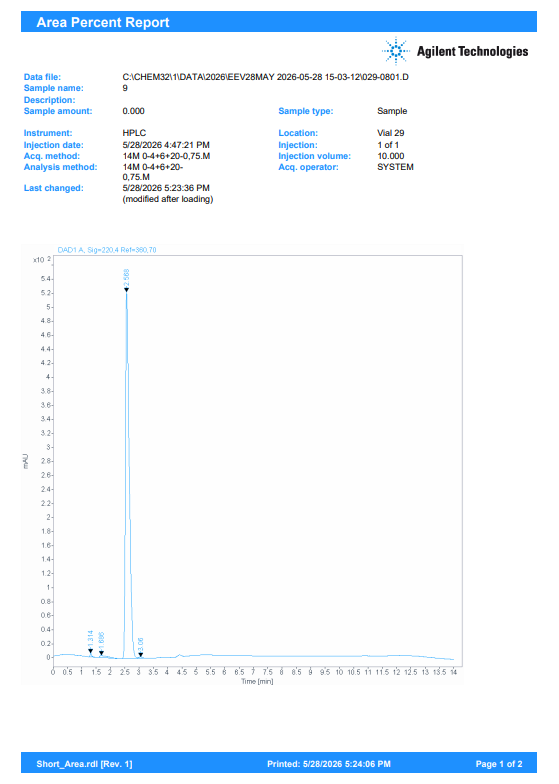 Area Percent Report
Agilent Technologies
Data file: C:\CHEM32\1\DATA\2026\EEV28MAY 2026-05-28 15-03-12\029-0801.D
Sample name: 9
Description:
Sample amount: 0.000 Sample type: Sample
Instrument: HPLC Location: Vial 29
Injection date: 5/28/2026 4:47:21 PM Injection: 1 of 1
Acq. method: 14M 0-4+6+20-0,75.M Injection volume: 10.000
Analysis method: 14M 0-4+6+20- Acq. operator: SYSTEM
0,75.M
Last changed: 5/28/2026 5:23:36 PM
(modified after loading)
DAD1 A, Sig=220,4 Ref=360,70
x10 2
5.4
5.2
5
4.8
4.6
4.4
4.2
4
3.8
3.6
3.4
3.2
3
2.8
2.6
2.4
2.2
2
1.8
1.6
1.4
1.2
1
0.8
0.6
0.4
0.2
0
mAU
2.568
1.314
1.686
3.06
0 0.5 1 1.5 2 2.5 3 3.5 4 4.5 5 5.5 6 6.5 7 7.5 8 8.5 9 9.5 10 10.5 11 11.5 12 12.5 13 13.5 14
Time [min]
Short_Area.rdl [Rev. 1] Printed: 5/28/2026 5:24:06 PM Page 1 of 2